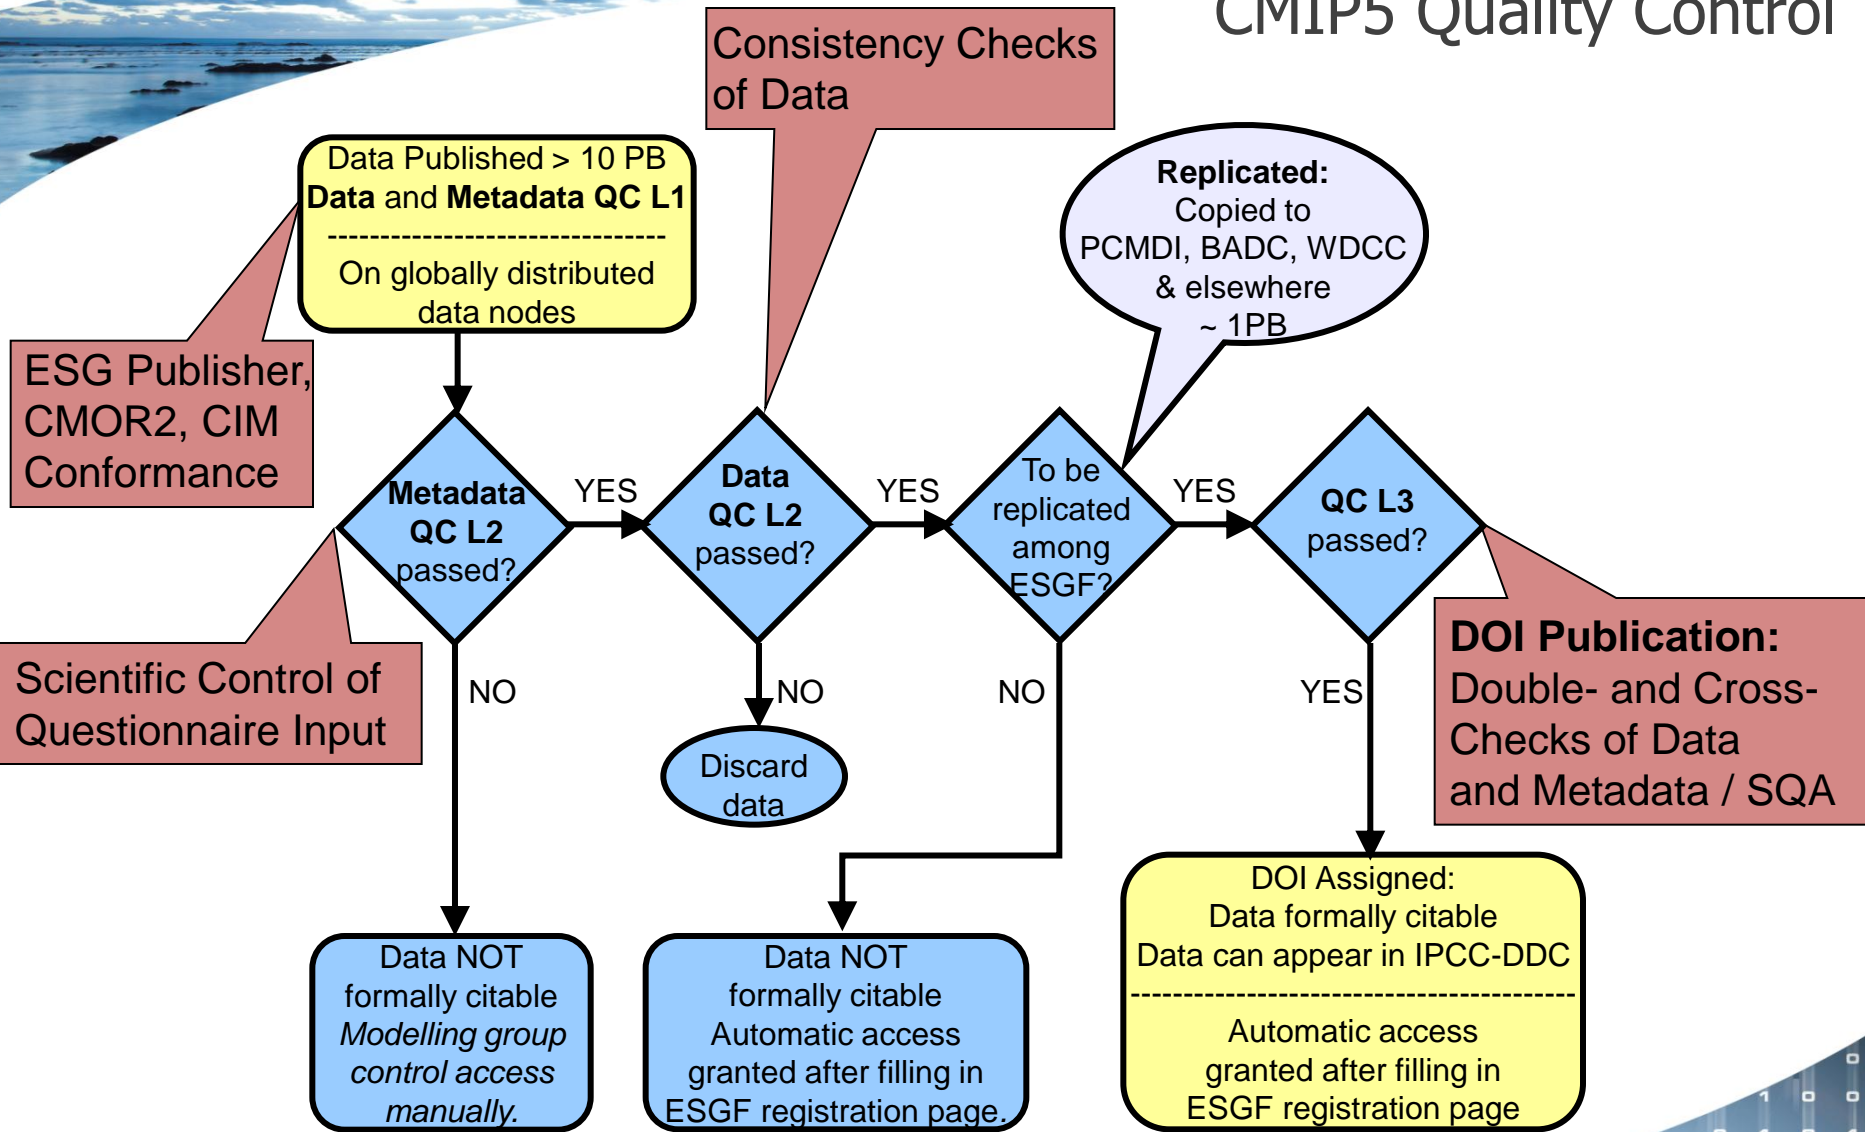 CMIP5 Quality Control
Consistency Checks
of Data
Data Published > 10 PB
Data and Metadata QC L1
--------------------------------
On globally distributed
data nodes
Replicated:
Copied to
PCMDI, BADC, WDCC
& elsewhere
~ 1PB
ESG Publisher,
CMOR2, CIM
Conformance
Metadata
QC L2
passed?
YES
Data
QC L2
passed?
YES
To be
replicated
among
ESGF?
YES
QC L3
passed?
Scientific Control of
Questionnaire Input
NO
NO
NO
YES
DOI Publication:
Double- and Cross-
Checks of Data
and Metadata / SQA
Discard
data
Data NOT
formally citable
Modelling group
control access
manually.
Data NOT
formally citable
Automatic access
granted after filling in
ESGF registration page.
DOI Assigned:
Data formally citable
Data can appear in IPCC-DDC
------------------------------------------
Automatic access
granted after filling in
ESGF registration page